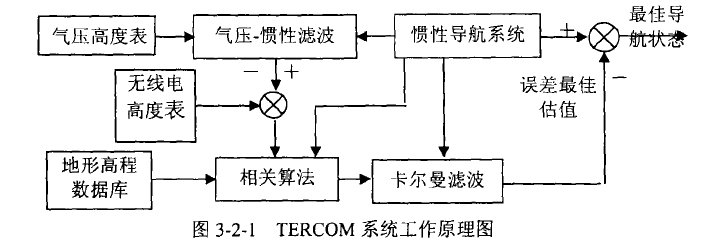 气压高度表
气压-惯性滤波
惯性导航系统
+
最佳导
航状态
− +
无线电
高度表
误差最佳
估值
−
地形高程
数据库
相关算法
卡尔曼滤波
图 3-2-1 TERCOM 系统工作原理图